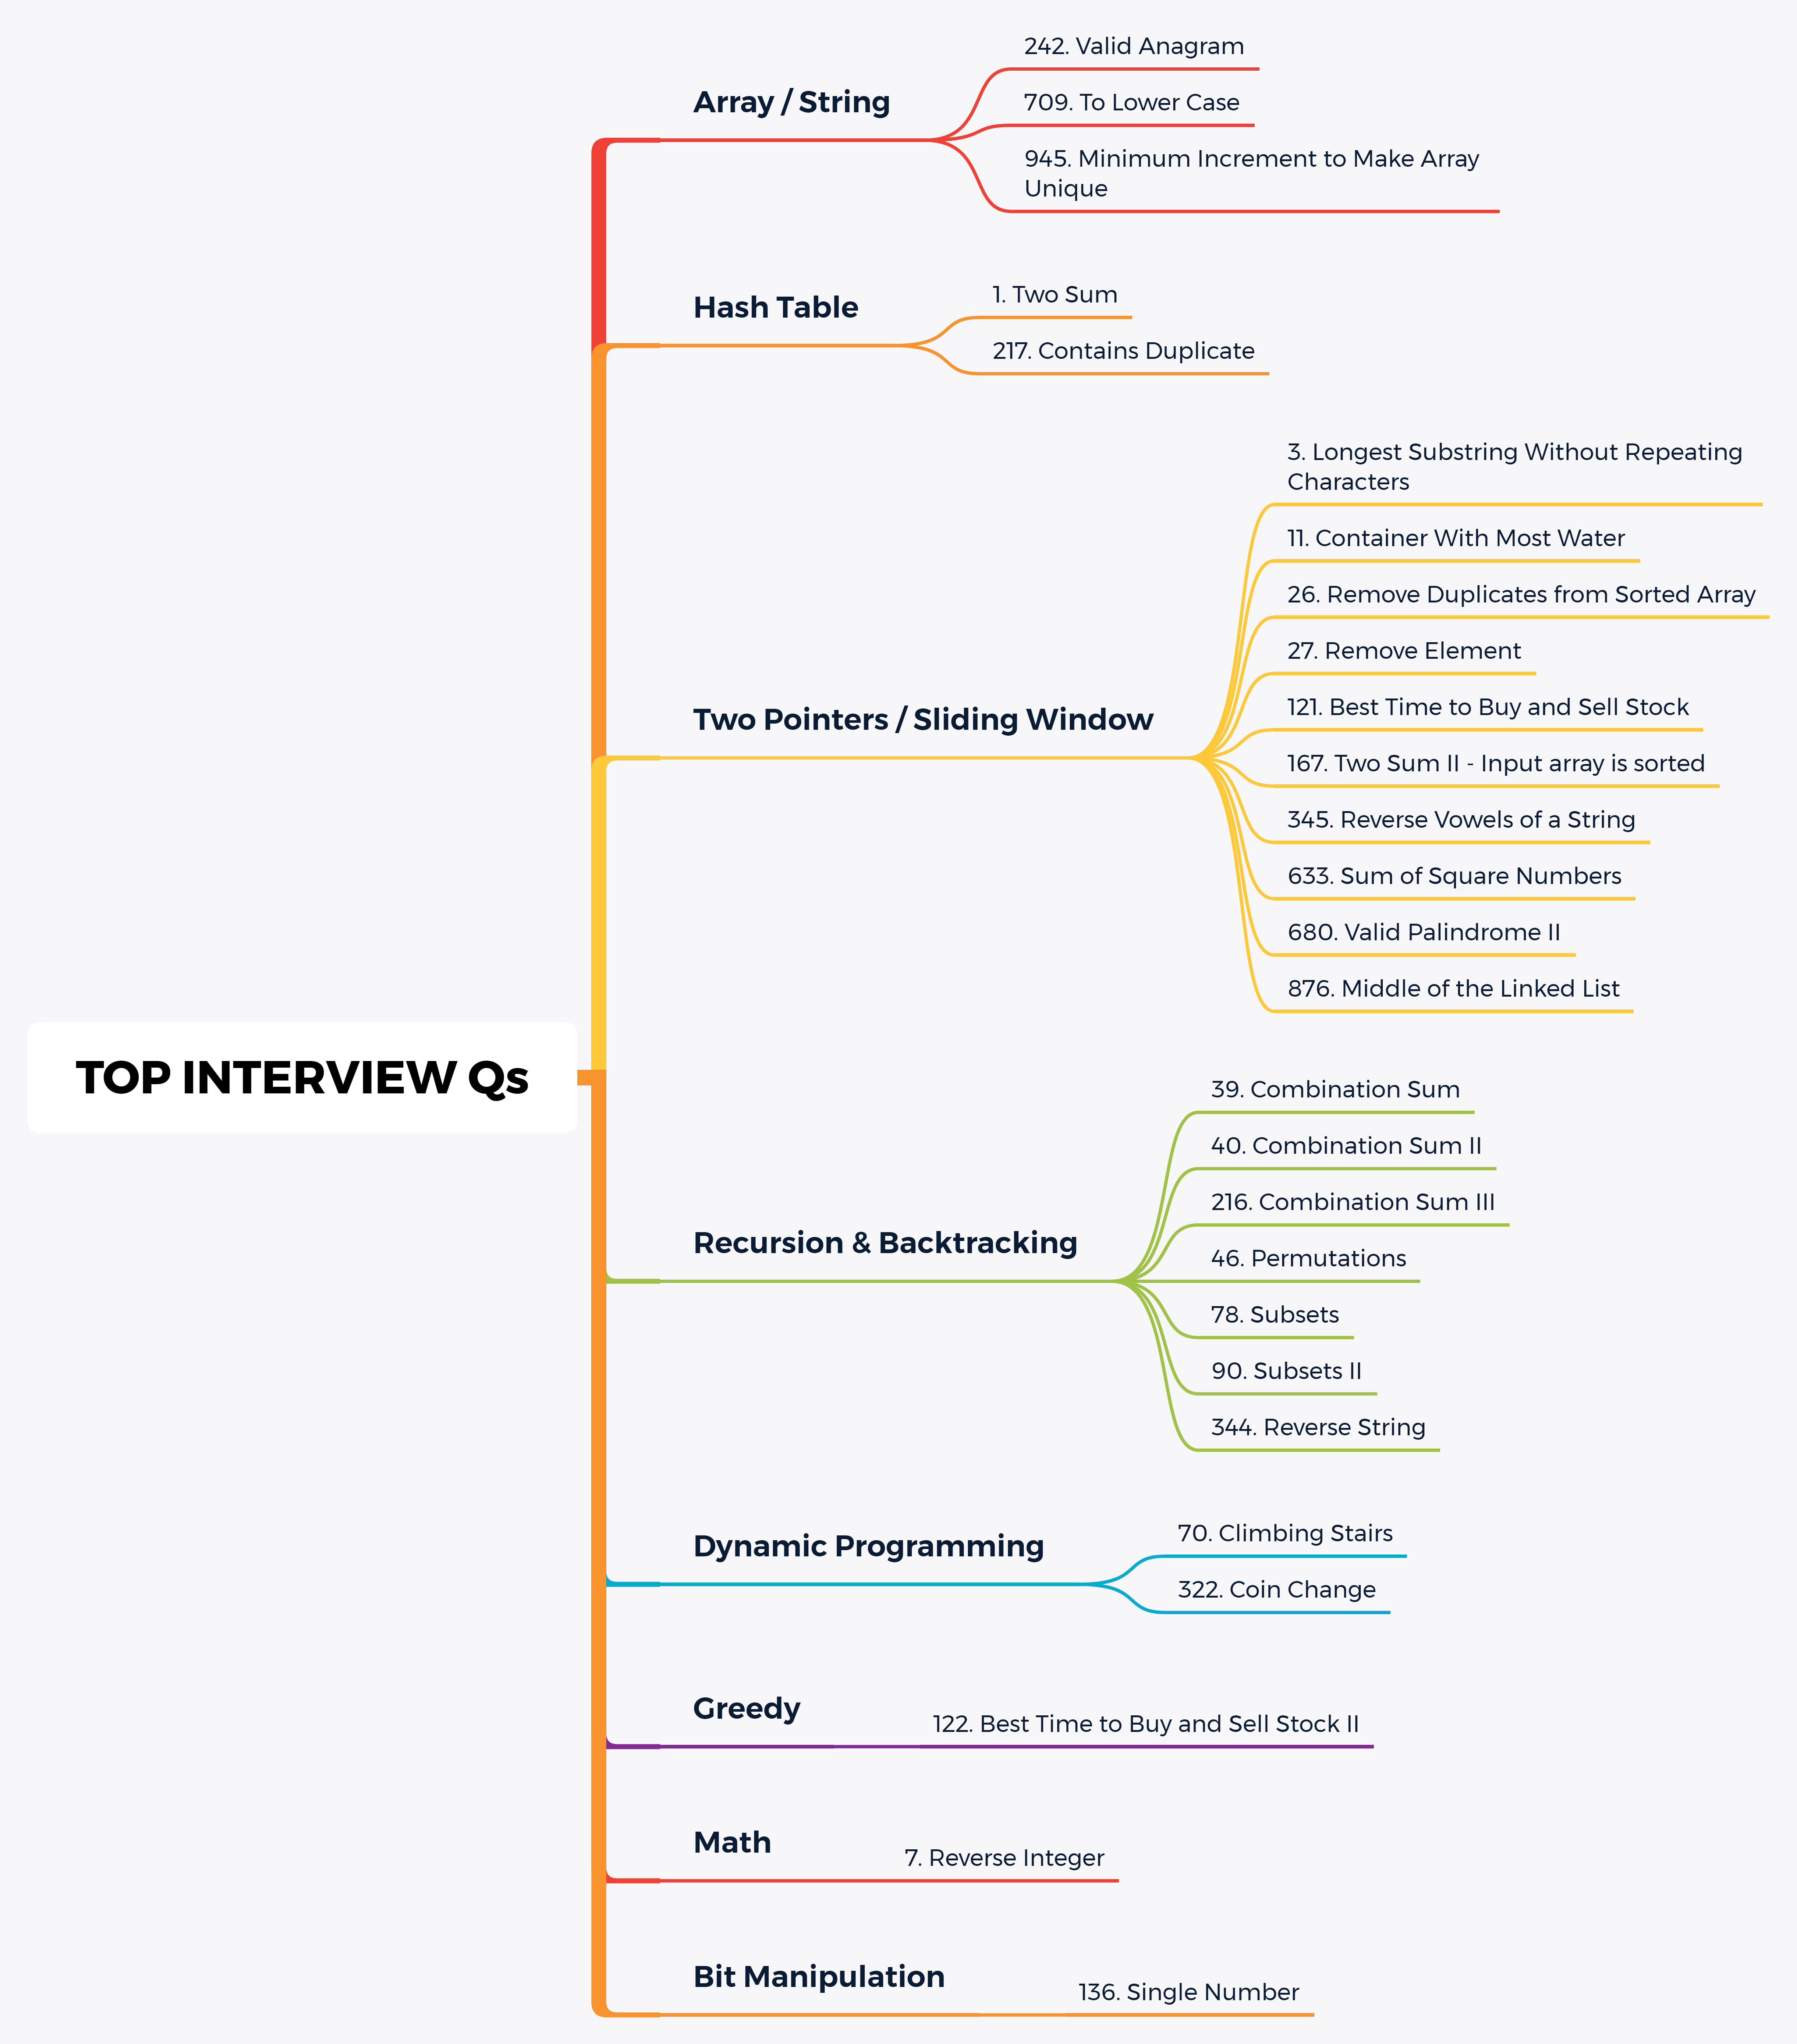 TOP INTERVIEW Qs
Array / String
242. Valid Anagram
709. To Lower Case
945. Minimum Increment to Make Array
Unique
Hash Table
1. Two Sum
217. Contains Duplicate
Two Pointers / Sliding Window
3. Longest Substring Without Repeating
Characters
11. Container With Most Water
26. Remove Duplicates from Sorted Array
27. Remove Element
121. Best Time to Buy and Sell Stock
167. Two Sum II - Input array is sorted
345. Reverse Vowels of a String
633. Sum of Square Numbers
680. Valid Palindrome II
876. Middle of the Linked List
Recursion & Backtracking
39. Combination Sum
40. Combination Sum II
216. Combination Sum III
46. Permutations
78. Subsets
90. Subsets II
344. Reverse String
Dynamic Programming
70. Climbing Stairs
322. Coin Change
Greedy
122. Best Time to Buy and Sell Stock II
Math
7. Reverse Integer
Bit Manipulation
136. Single Number